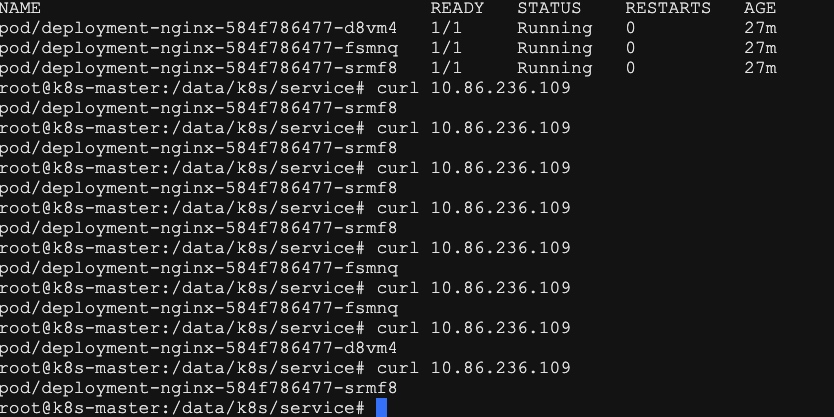 NAME READY STATUS RESTARTS AGE
pod/deployment-nginx-584f786477-d8vm4 1/1 Running 0 27m
pod/deployment-nginx-584f786477-fsmnq 1/1 Running 0 27m
pod/deployment-nginx-584f786477-srmf8 1/1 Running 0 27m
root@k8s-master:/data/k8s/service# curl 10.86.236.109
pod/deployment-nginx-584f786477-srmf8
root@k8s-master:/data/k8s/service# curl 10.86.236.109
pod/deployment-nginx-584f786477-srmf8
root@k8s-master:/data/k8s/service# curl 10.86.236.109
pod/deployment-nginx-584f786477-srmf8
root@k8s-master:/data/k8s/service# curl 10.86.236.109
pod/deployment-nginx-584f786477-srmf8
root@k8s-master:/data/k8s/service# curl 10.86.236.109
pod/deployment-nginx-584f786477-fsmnq
root@k8s-master:/data/k8s/service# curl 10.86.236.109
pod/deployment-nginx-584f786477-fsmnq
root@k8s-master:/data/k8s/service# curl 10.86.236.109
pod/deployment-nginx-584f786477-d8vm4
root@k8s-master:/data/k8s/service# curl 10.86.236.109
pod/deployment-nginx-584f786477-srmf8
root@k8s-master:/data/k8s/service#